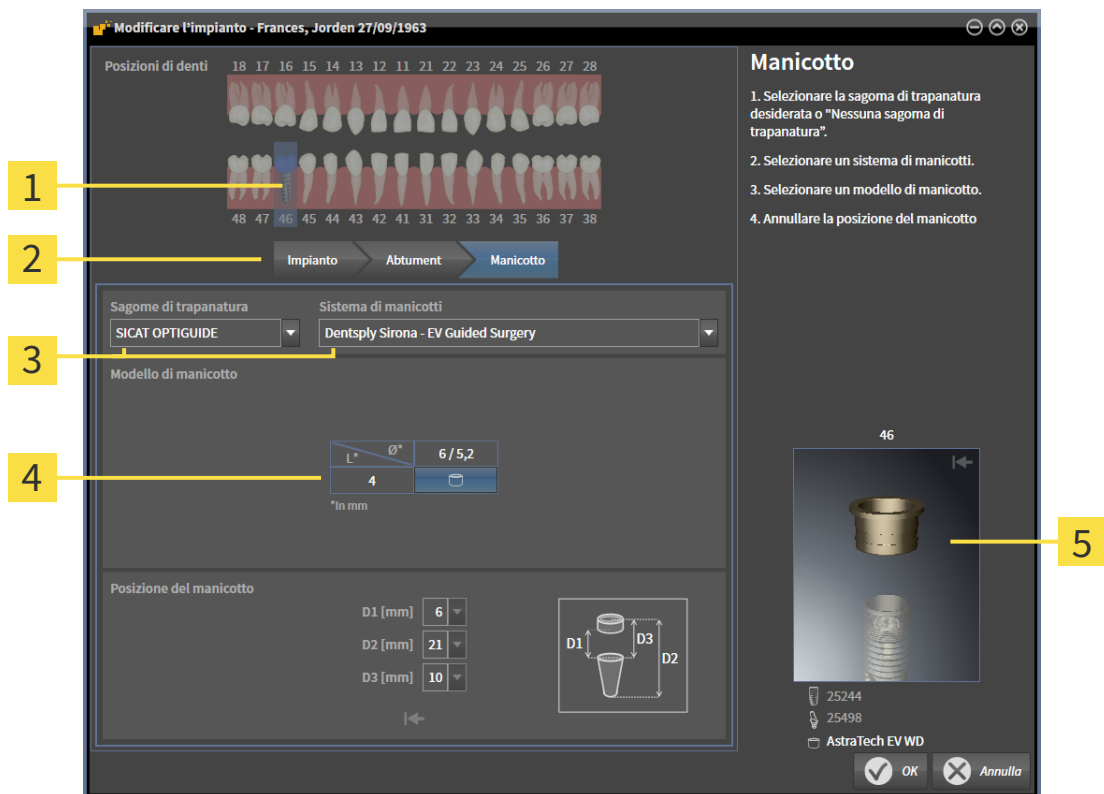 Modificare l'impianto - Frances, Jorden 27/09/1963
Posizioni di denti
18 17 16 15 14 13 12 11 21 22 23 24 25 26 27 28
48 47 46 45 44 43 42 41 31 32 33 34 35 36 37 38
1
2
Impianto
Abtument
Manicotto
Sagome di trapanatura
Sistema di manicotti
SICAT OPTIGUIDE
Dentsply Sirona - EV Guided Surgery
3
Modello di manicotto
L* Ø* 6 / 5,2
4
4
*In mm
Posizione del manicotto
D1 [mm] 6
D2 [mm] 21
D3 [mm] 10
D1
D3
D2
Manicotto
1. Selezionare la sagoma di trapanatura
desiderata o "Nessuna sagoma di
trapanatura”.
2. Selezionare un sistema di manicotti.
3. Selezionare un modello di manicotto.
4. Annullare la posizione del manicotto
46
5
25244
25498
AstraTech EV WD
OK
Annulla